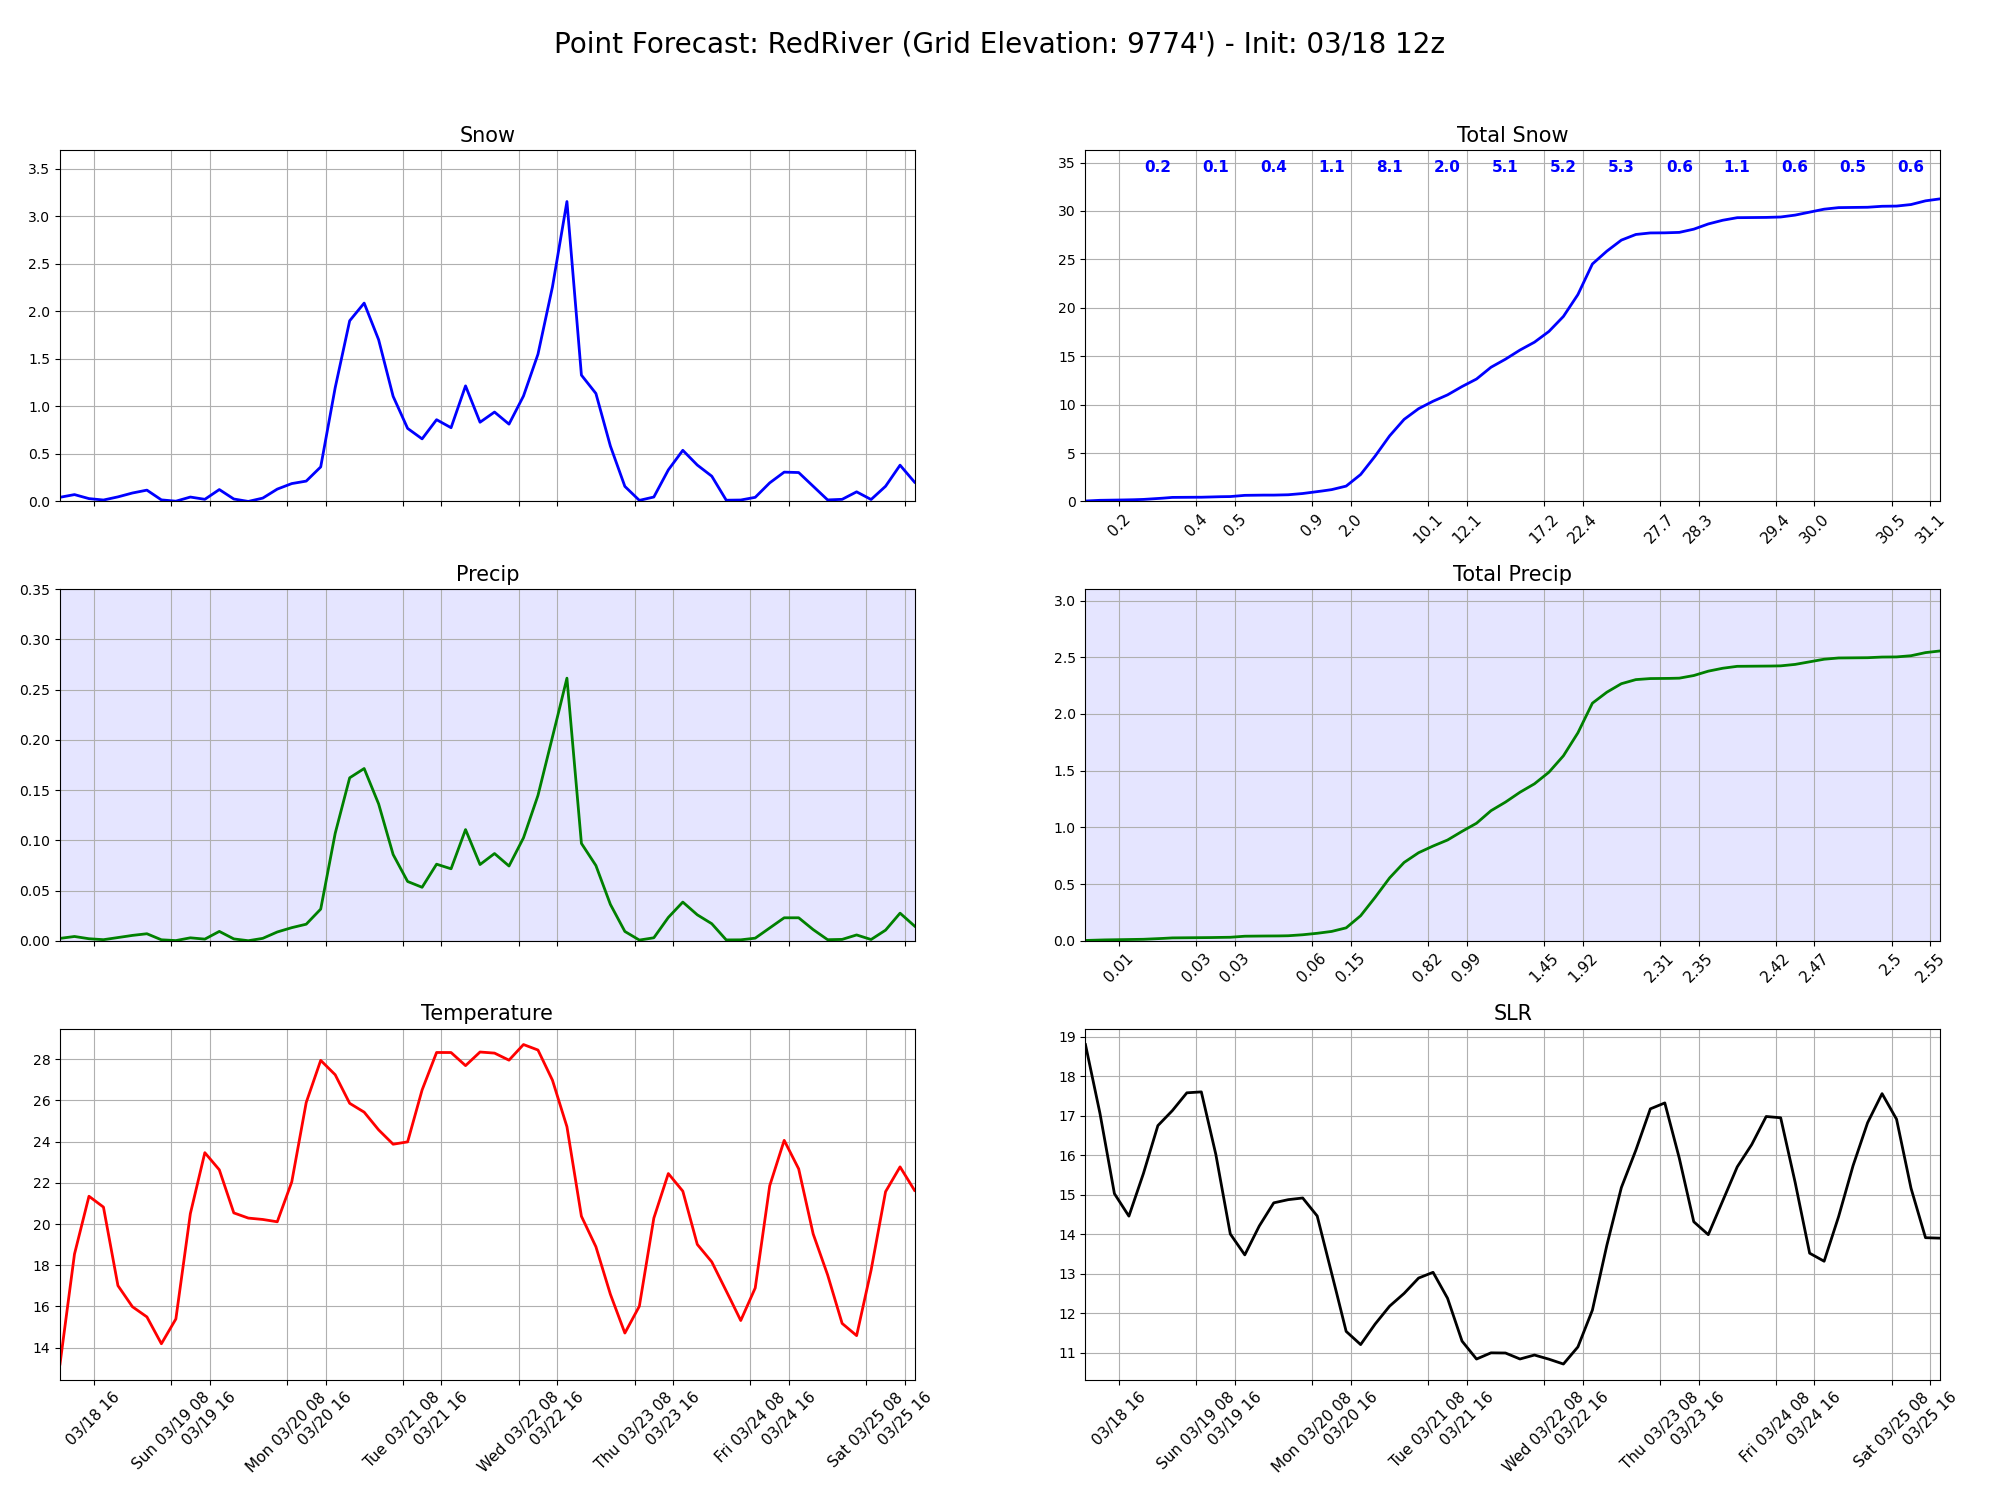 Point Forecast: RedRiver (Grid Elevation: 9774') - Init: 03/18 12z
Snow
3.5
3.0
2.5
2.0
1.5
1.0
0.5
0.0
Total Snow
0.2 0.1 0.4 1.1 8.1 2.0 5.1 5.2 5.3 0.6 1.1 0.6 0.5 0.6
35
30
25
20
15
10
5
0
0.2 0.4 0.5 0.9 2.0 10.1 12.1 17.2 22.4 27.7 28.3 29.4 30.0 30.5 31.1
Precip
0.35
0.30
0.25
0.20
0.15
0.10
0.05
0.00
Total Precip
3.0
2.5
2.0
1.5
1.0
0.5
0.0
0.01 0.03 0.03 0.06 0.15 0.82 0.99 1.45 1.92 2.31 2.35 2.42 2.47 2.5 2.55
Temperature
28
26
24
22
20
18
16
14
03/18 16
Sun 03/19 08
03/19 16
Mon 03/20 08
03/20 16
Tue 03/21 08
03/21 16
Wed 03/22 08
03/22 16
Thu 03/23 08
03/23 16
Fri 03/24 08
03/24 16
Sat 03/25 08
03/25 16
SLR
19
18
17
16
15
14
13
12
11
03/18 16
Sun 03/19 08
03/19 16
Mon 03/20 08
03/20 16
Tue 03/21 08
03/21 16
Wed 03/22 08
03/22 16
Thu 03/23 08
03/23 16
Fri 03/24 08
03/24 16
Sat 03/25 08
03/25 16